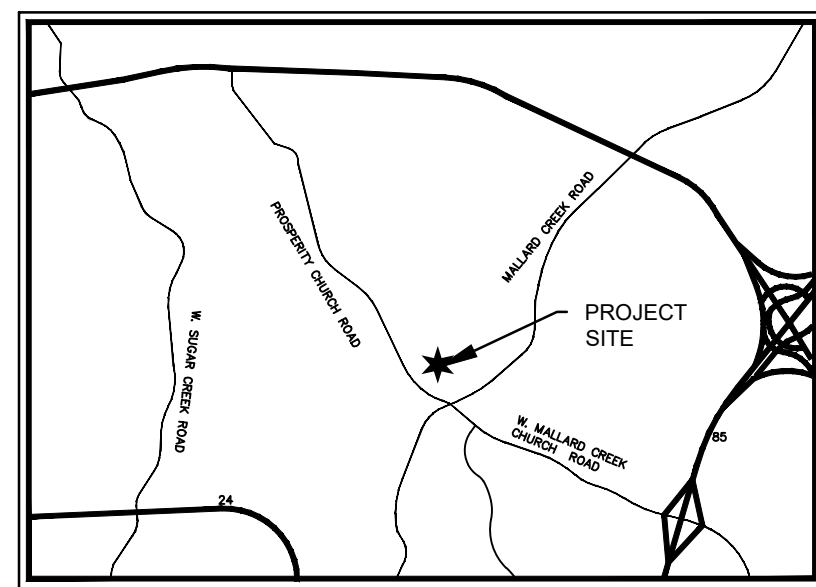 MALLARD CREEK ROAD
PROSPERITY CHURCH ROAD
W. SUGAR CREEK ROAD
PROJECT
SITE
W. MALLARD CREEK
CHURCH ROAD
85
24